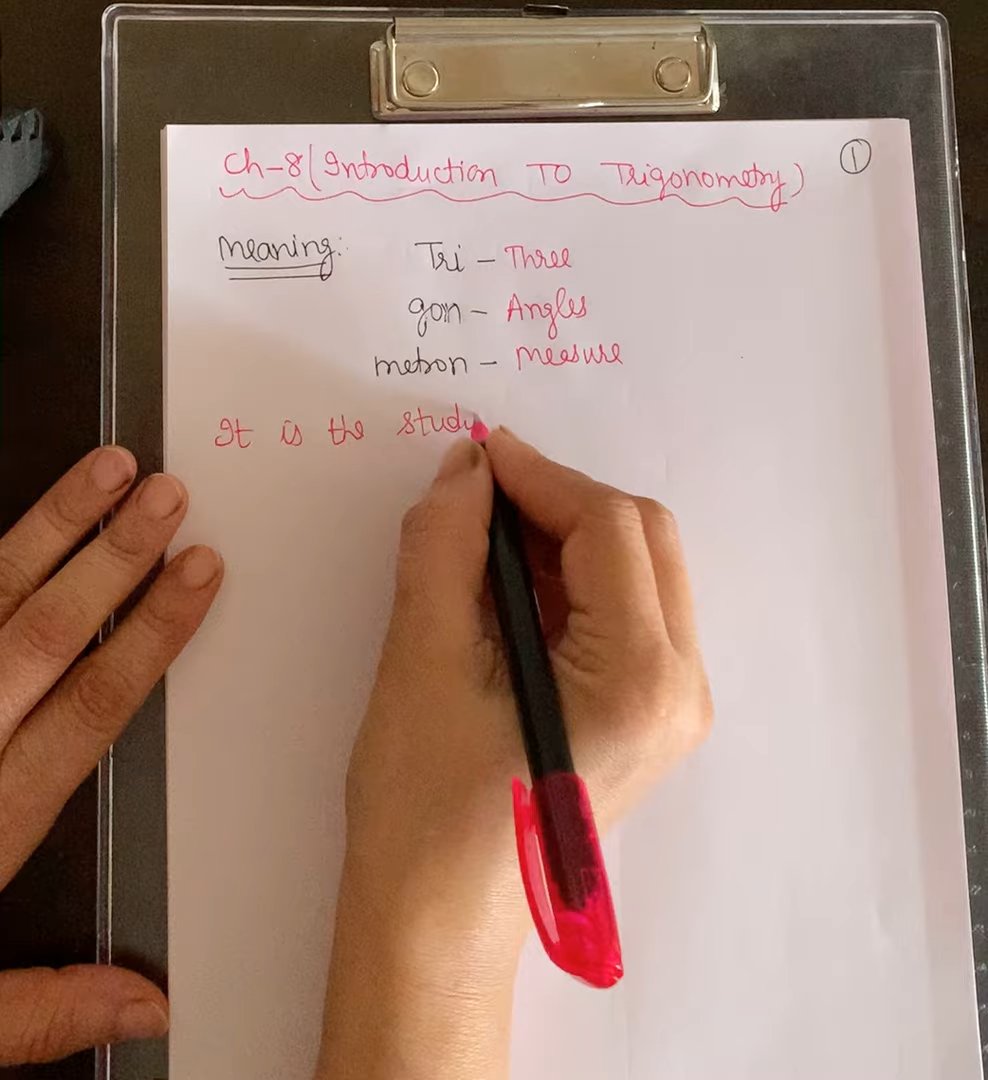 Ch-8 (Introduction TO Trigonometry) ①
Meaning:
Tri - Three
gon - Angles
metron - Measure
It is the study